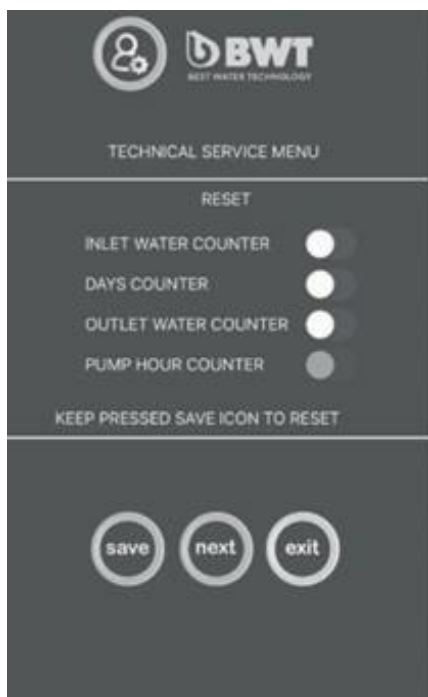 BWT
BEST WATER TECHNOLOGY
TECHNICAL SERVICE MENU
RESET
INLET WATER COUNTER
DAYS COUNTER
OUTLET WATER COUNTER
PUMP HOUR COUNTER
KEEP PRESSED SAVE ICON TO RESET
save next exit